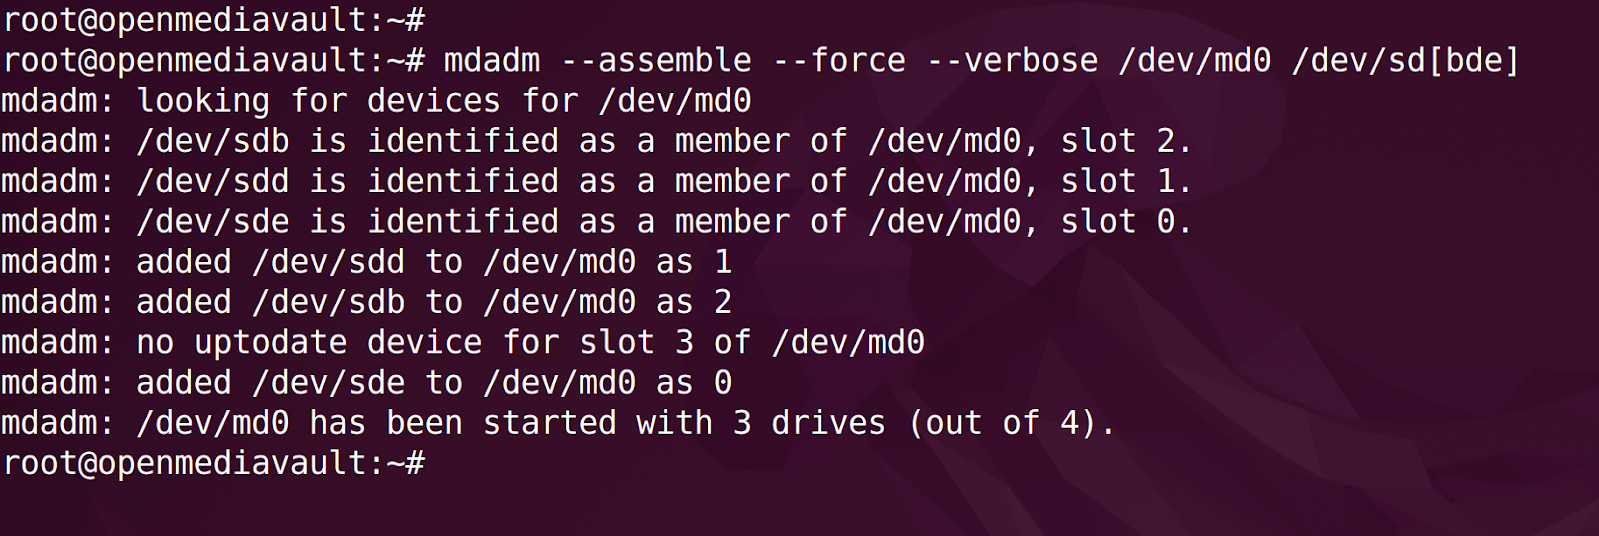 root@openmediavault:~#
root@openmediavault:~# mdadm --assemble --force --verbose /dev/md0 /dev/sd[bde]
mdadm: looking for devices for /dev/md0
mdadm: /dev/sdb is identified as a member of /dev/md0, slot 2.
mdadm: /dev/sdd is identified as a member of /dev/md0, slot 1.
mdadm: /dev/sde is identified as a member of /dev/md0, slot 0.
mdadm: added /dev/sdd to /dev/md0 as 1
mdadm: added /dev/sdb to /dev/md0 as 2
mdadm: no uptodate device for slot 3 of /dev/md0
mdadm: added /dev/sde to /dev/md0 as 0
mdadm: /dev/md0 has been started with 3 drives (out of 4).
root@openmediavault:~#